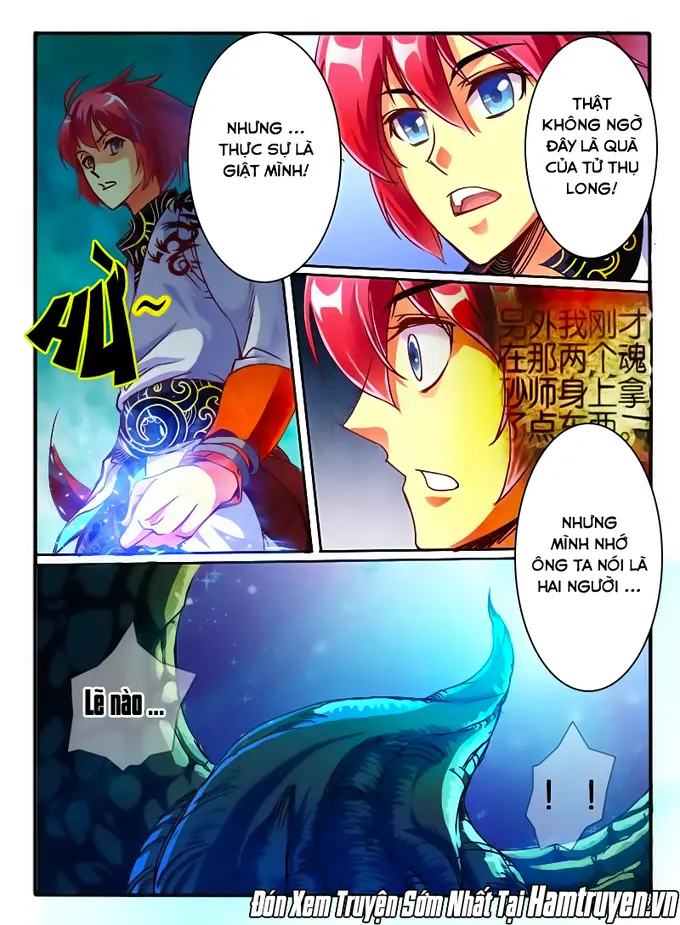 THẬT
KHÔNG NGỜ
ĐÂY LÀ QUÀ
CỦA TỬ THỤ
LONG!
NHƯNG ...
THỰC SỰ LÀ
GIẬT MÌNH!
HỪ~
另外我刚才
在那两个魂
师身上拿
了点东西。
NHƯNG
MÌNH NHỚ
ÔNG TA NÓI LÀ
HAI NGƯỜI ...
Lẽ nào ...
! !
Đón Xem Truyện Sớm Nhất Tại Hamtruyen.vn